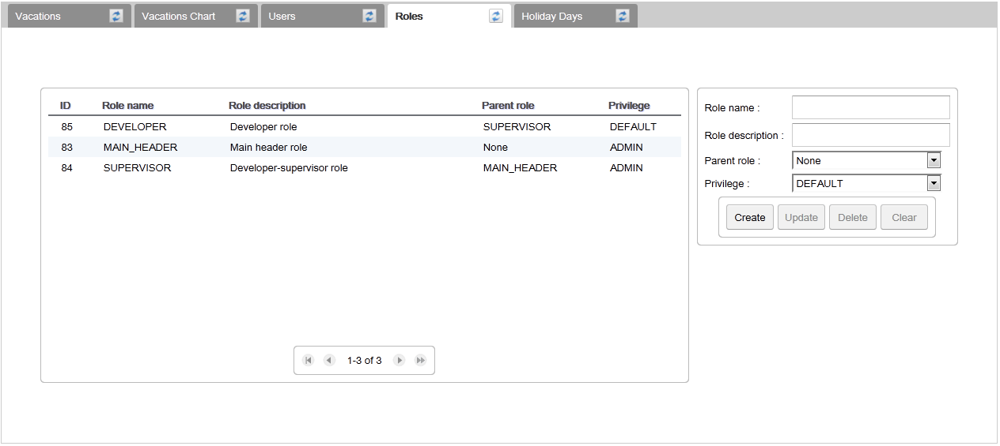 Vacations Vacations Chart Users Roles Holiday Days
ID Role name Role description Parent role Privilege
85 DEVELOPER Developer role SUPERVISOR DEFAULT
83 MAIN_HEADER Main header role None ADMIN
84 SUPERVISOR Developer-supervisor role MAIN_HEADER ADMIN
1-3 of 3
Role name :
Role description :
Parent role : None
Privilege : DEFAULT
Create Update Delete Clear